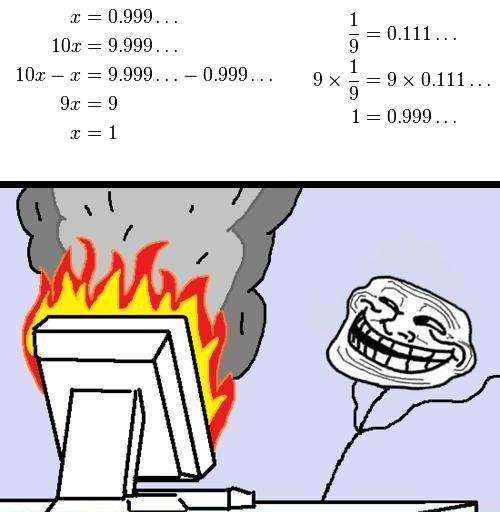 x = 0.999...
10x = 9.999...
10x − x = 9.999... − 0.999...
9x = 9
x = 1
1/9 = 0.111...
9 × 1/9 = 9 × 0.111...
1 = 0.999...